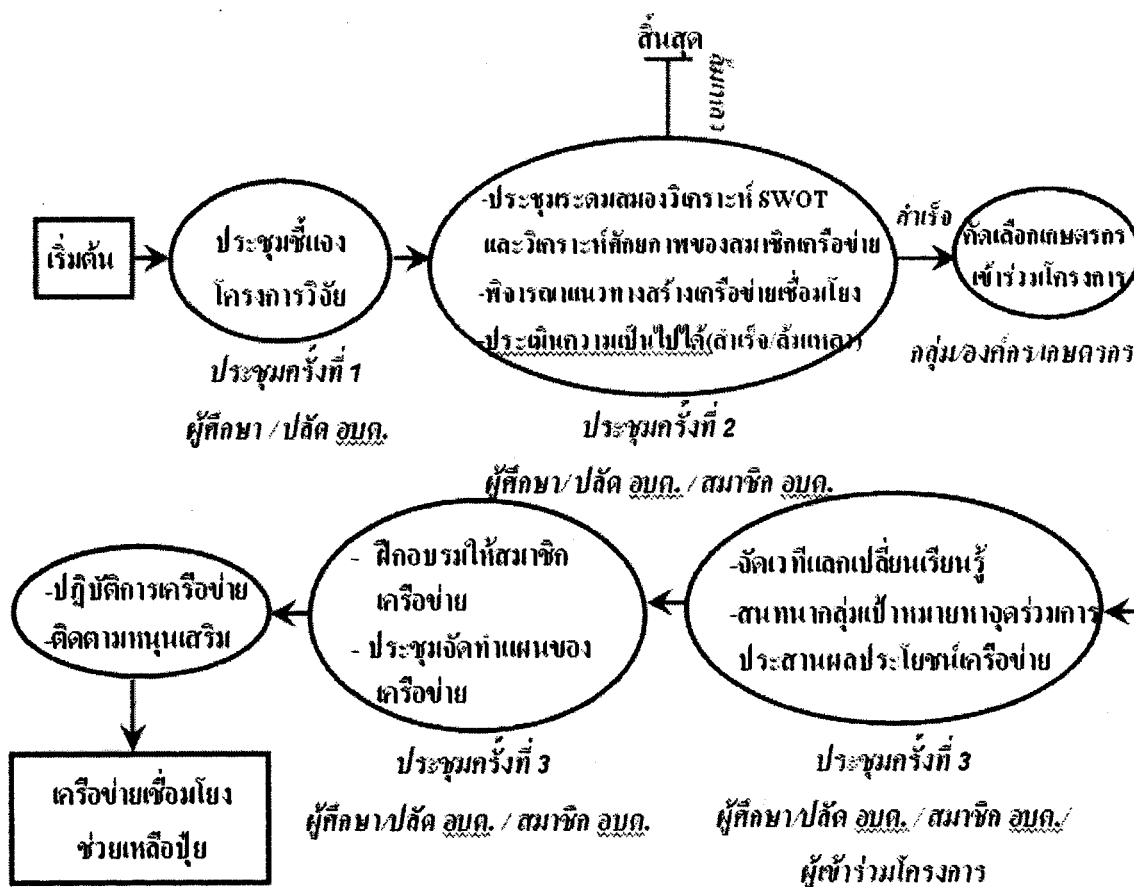 สิ้นสุด
ล้มเหลว
เริ่มต้น
ประชุมชี้แจง
โครงการวิจัย
ประชุมครั้งที่ 1
ผู้ศึกษา / ปลัด อบต.
-ประชุมระดมสมองวิเคราะห์ SWOT
และวิเคราะห์ศักยภาพของสมาชิกเครือข่าย
-พิจารณาแนวทางสร้างเครือข่ายเชื่อมโยง
-ประเมินความเป็นไปได้(สำเร็จ/ล้มเหลว)
ประชุมครั้งที่ 2
ผู้ศึกษา/ปลัด อบต. / สมาชิก อบต.
สำเร็จ
คัดเลือกเกษตรกร
เข้าร่วมโครงการ
กลุ่ม/องค์กร/เกษตรกร
-จัดเวทีแลกเปลี่ยนเรียนรู้
-สนทนากลุ่มเป้าหมายหาจุดร่วมการ
ประสานผลประโยชน์เครือข่าย
ประชุมครั้งที่ 3
ผู้ศึกษา/ปลัด อบต. / สมาชิก อบต./
ผู้เข้าร่วมโครงการ
- ฝึกอบรมให้สมาชิก
เครือข่าย
- ประชุมจัดทำแผนของ
เครือข่าย
ประชุมครั้งที่ 3
ผู้ศึกษา/ปลัด อบต. / สมาชิก อบต.
-ปฏิบัติการเครือข่าย
-ติดตามหนุนเสริม
เครือข่ายเชื่อมโยง
ช่วยเหลือปุ๋ย